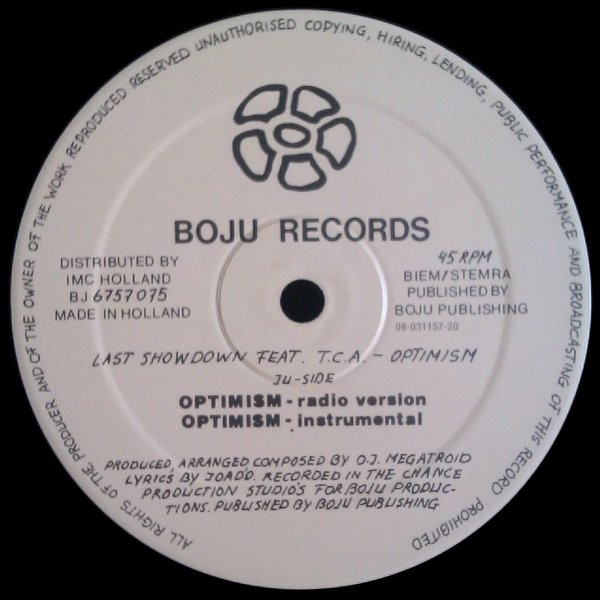 ALL RIGHTS OF THE PRODUCER AND OF THE OWNER OF THE WORK REPRODUCED RESERVED UNAUTHORISED COPYING, HIRING, LENDING, PUBLIC PERFORMANCE AND BROADCASTING OF THIS RECORD PROHIBITED
BOJU RECORDS
DISTRIBUTED BY
IMC HOLLAND
BJ 6757075
MADE IN HOLLAND
45 RPM
BIEM/STEMRA
PUBLISHED BY
BOJU PUBLISHING
08-031157-20
LAST SHOWDOWN FEAT. T.C.A. - OPTIMISM
JU-SIDE
OPTIMISM - radio version
OPTIMISM - instrumental
PRODUCED, ARRANGED COMPOSED BY D.J. MEGATROID
LYRICS BY JOADD. RECORDED IN THE CHANCE
PRODUCTION STUDIO'S FOR BOJU PRODUC-
TIONS. PUBLISHED BY BOJU PUBLISHING